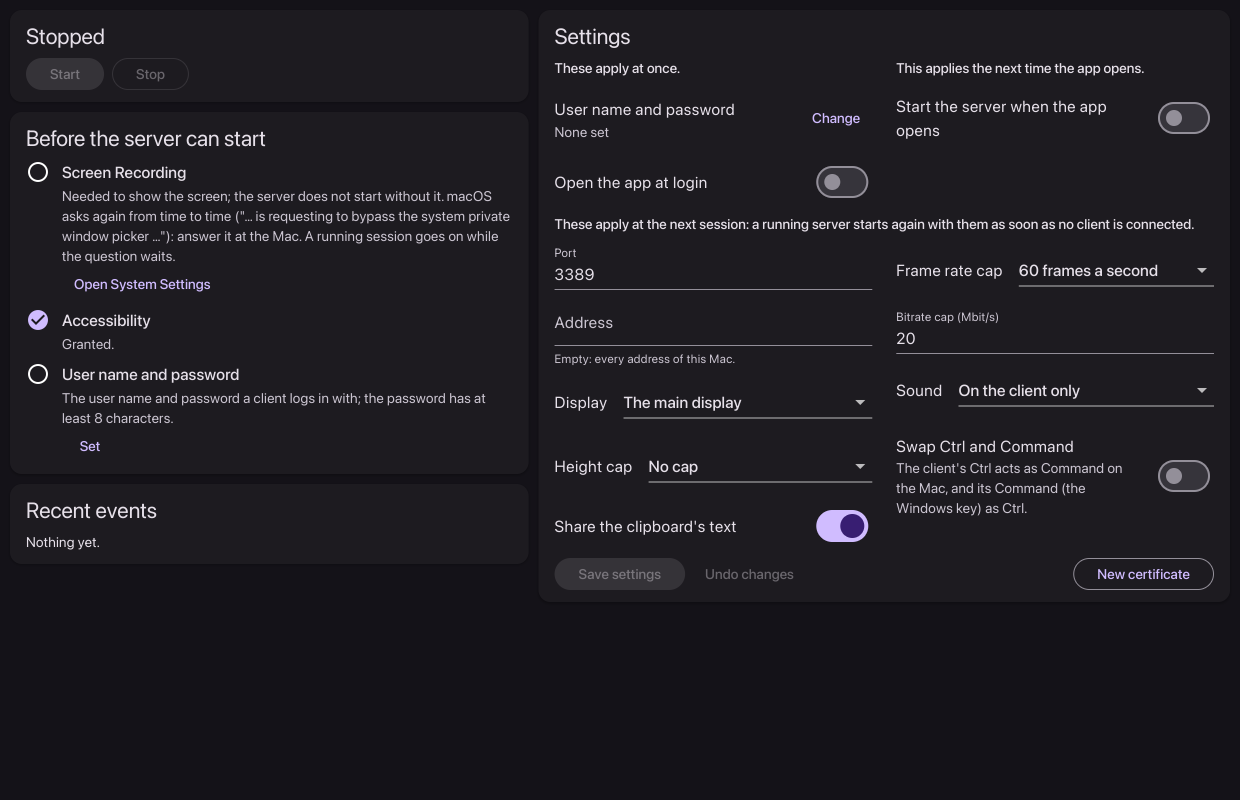 Stopped
Start
Stop
Before the server can start
Screen Recording
Needed to show the screen; the server does not start without it. macOS
asks again from time to time ("... is requesting to bypass the system private
window picker ..."): answer it at the Mac. A running session goes on while
the question waits.
Open System Settings
Accessibility
Granted.
User name and password
The user name and password a client logs in with; the password has at
least 8 characters.
Set
Recent events
Nothing yet.
Settings
These apply at once.
User name and password
None set
Change
Open the app at login
This applies the next time the app opens.
Start the server when the app
opens
These apply at the next session: a running server starts again with them as soon as no client is connected.
Port
3389
Address
Empty: every address of this Mac.
Display
The main display
Height cap
No cap
Share the clipboard's text
Frame rate cap
60 frames a second
Bitrate cap (Mbit/s)
20
Sound
On the client only
Swap Ctrl and Command
The client's Ctrl acts as Command on
the Mac, and its Command (the
Windows key) as Ctrl.
Save settings
Undo changes
New certificate